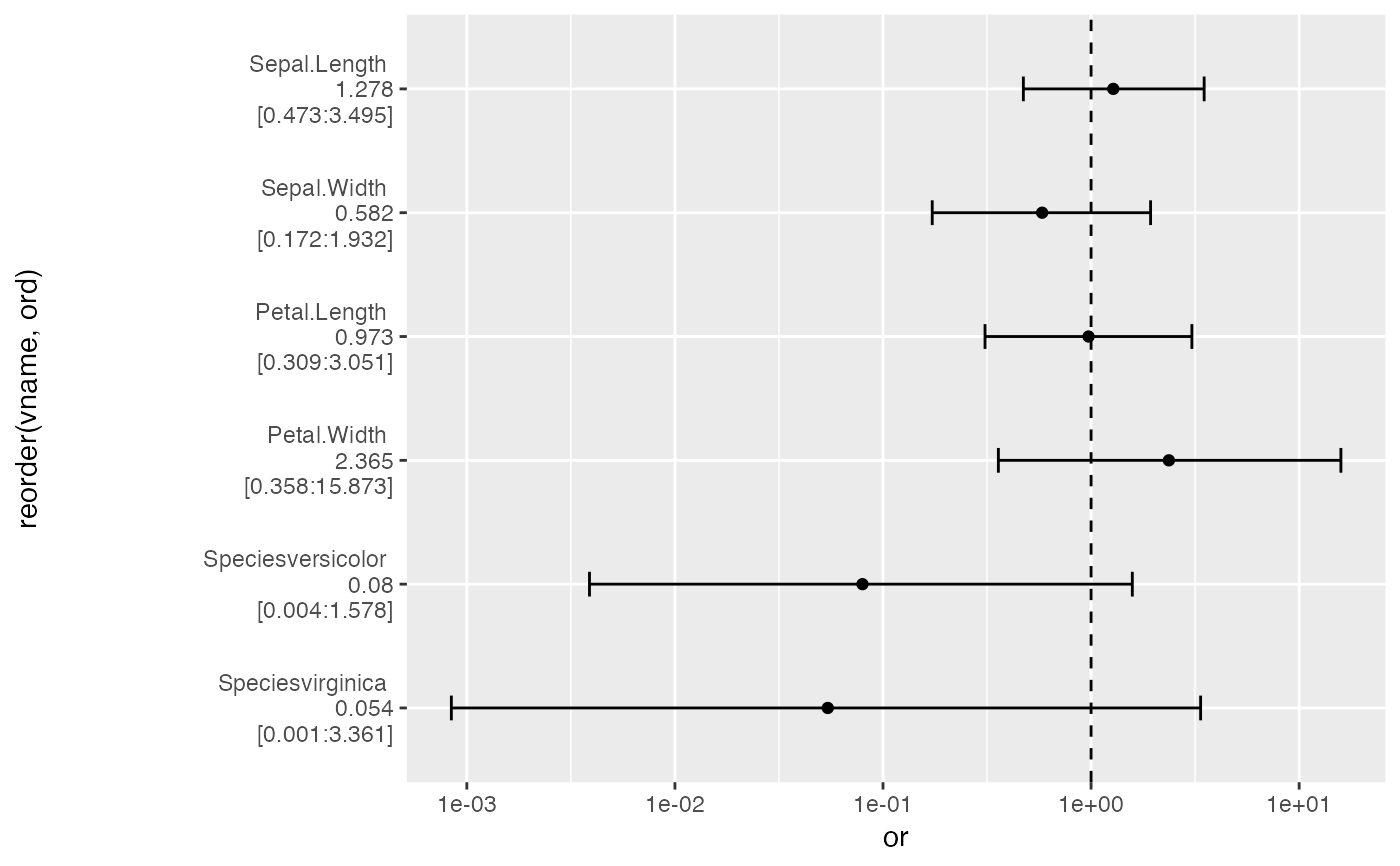 reorder(vname, ord)
Sepal.Length
1.278
[0.473:3.495]
Sepal.Width
0.582
[0.172:1.932]
Petal.Length
0.973
[0.309:3.051]
Petal.Width
2.365
[0.358:15.873]
Speciesversicolor
0.08
[0.004:1.578]
Speciesvirginica
0.054
[0.001:3.361]
1e-03 1e-02 1e-01 1e+00 1e+01
or